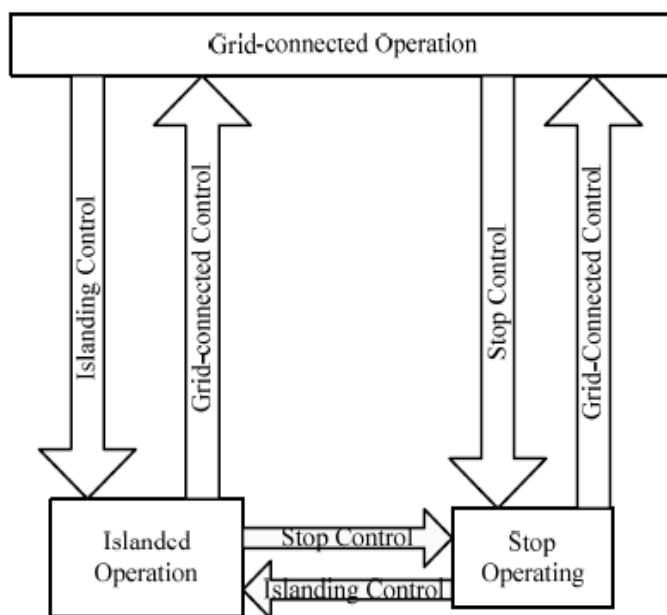 Grid-connected Operation
Islanding Control
Grid-connected Control
Stop Control
Grid-Connected Control
Islanded
Operation
Stop Control
Islanding Control
Stop
Operating